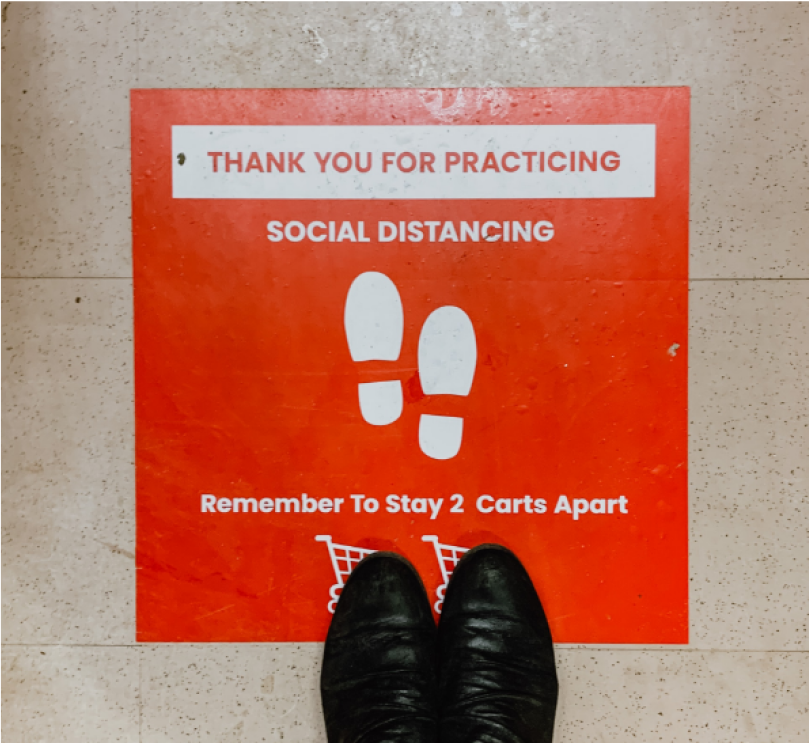 THANK YOU FOR PRACTICING
SOCIAL DISTANCING
Remember To Stay 2 Carts Apart